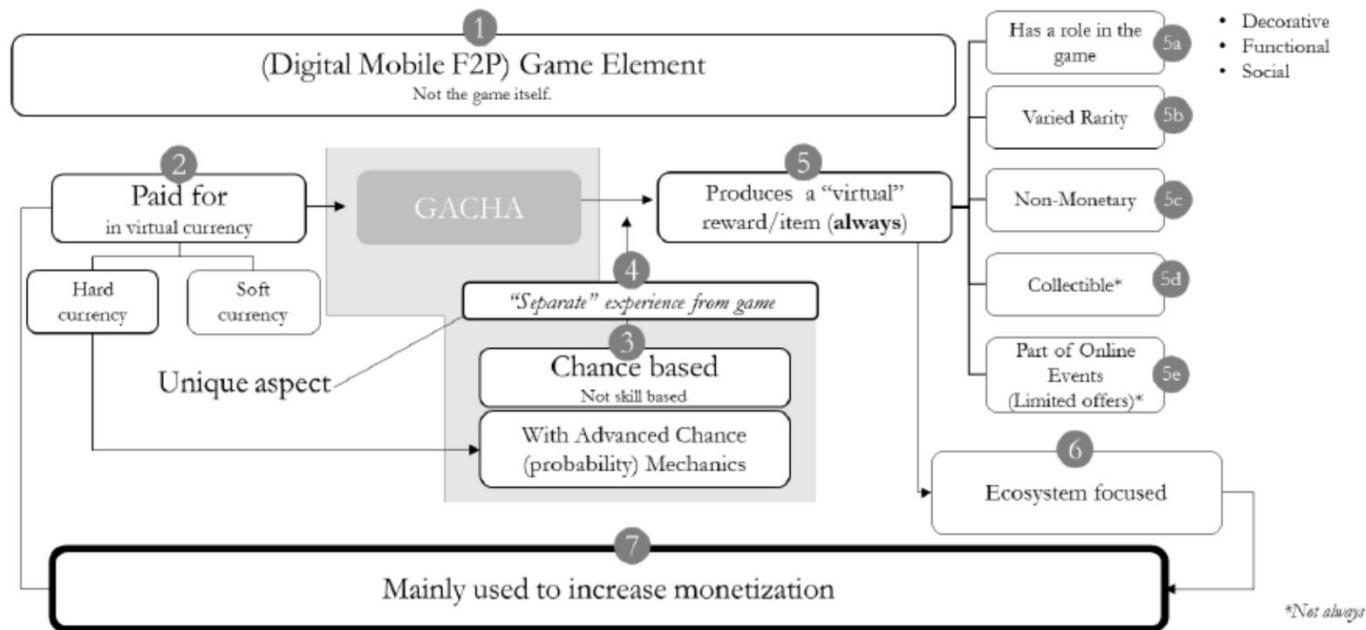 1
(Digital Mobile F2P) Game Element
Not the game itself.
2
Paid for
in virtual currency
Hard
currency
Soft
currency
GACHA
4
"Separate" experience from game
Unique aspect
3
Chance based
Not skill based
With Advanced Chance
(probability) Mechanics
5
Produces a “virtual”
reward/item (always)
Has a role in the
game
5a
• Decorative
• Functional
• Social
Varied Rarity
5b
Non-Monetary
5c
Collectible*
5d
Part of Online
Events
(Limited offers)*
5e
6
Ecosystem focused
7
Mainly used to increase monetization
*Not always